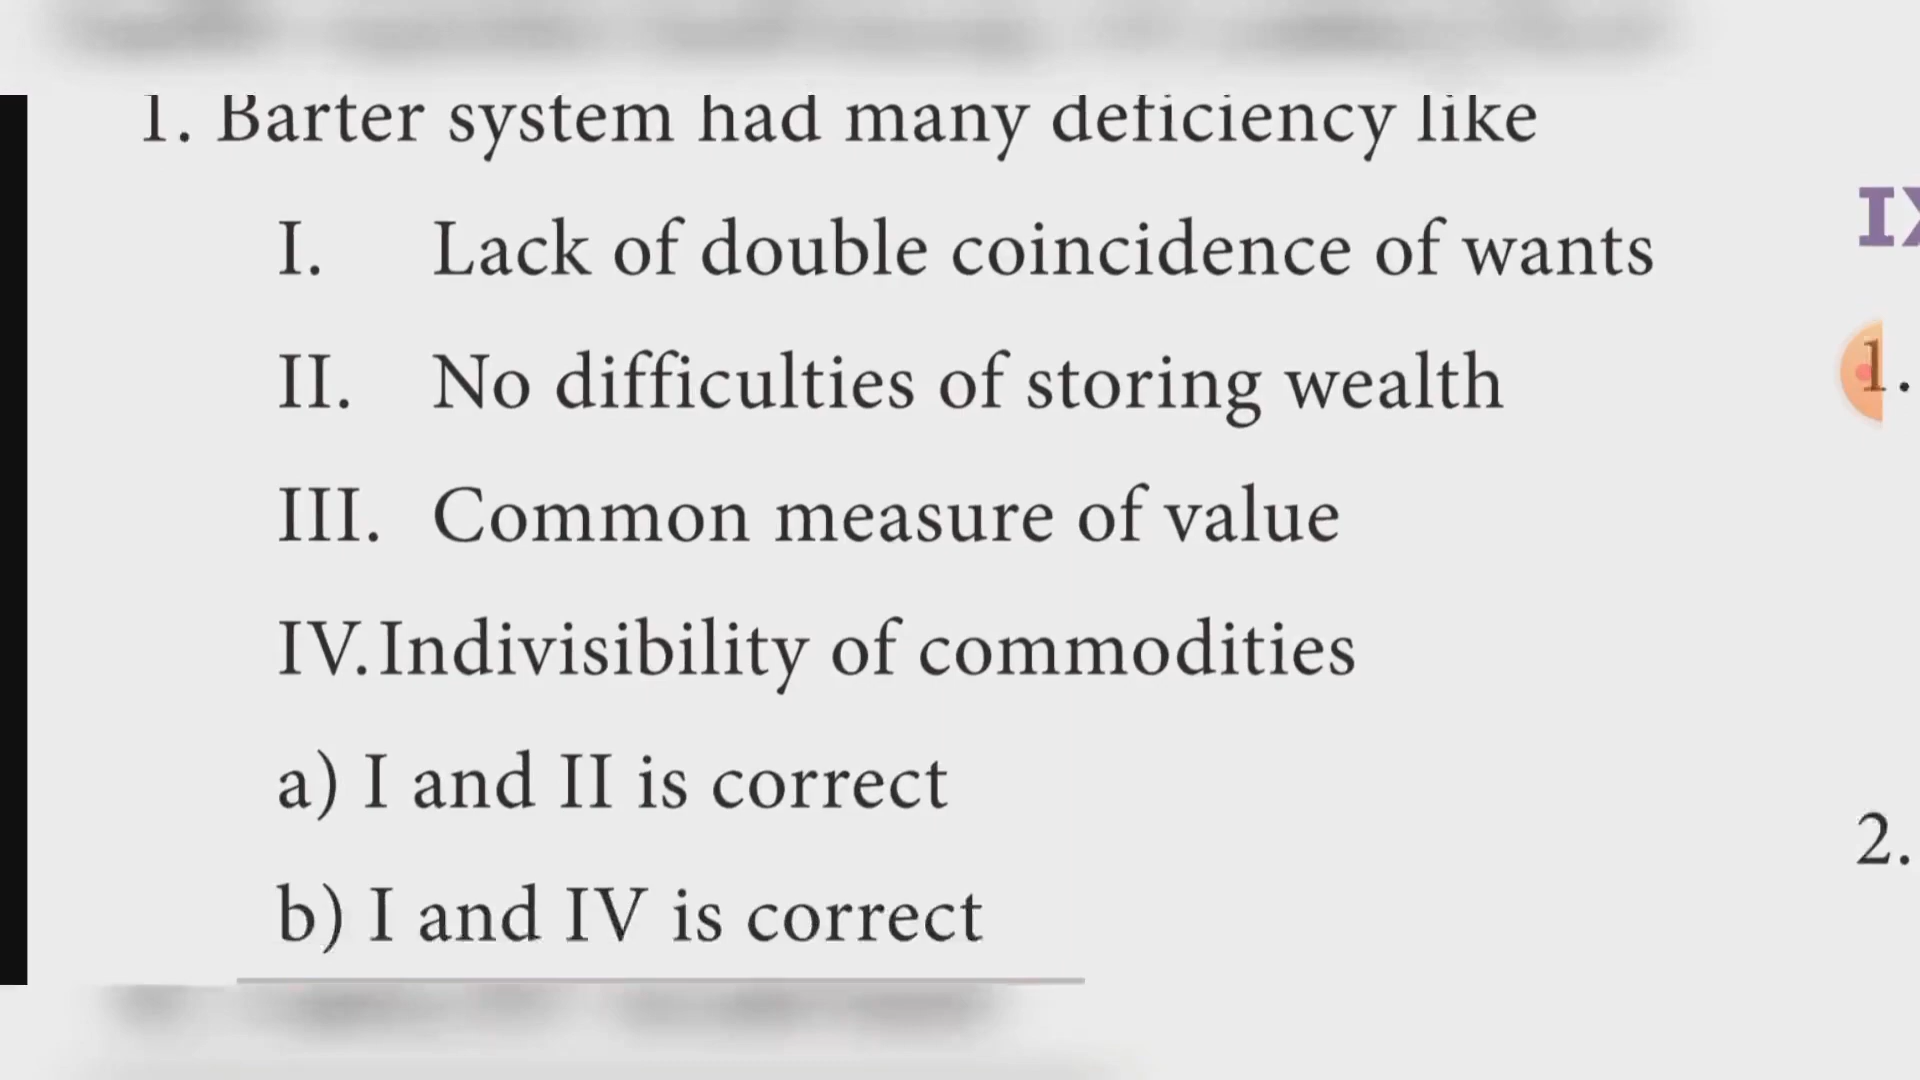 1. Barter system had many deficiency like
I. Lack of double coincidence of wants
II. No difficulties of storing wealth
III. Common measure of value
IV. Indivisibility of commodities
a) I and II is correct
b) I and IV is correct
1.
2.